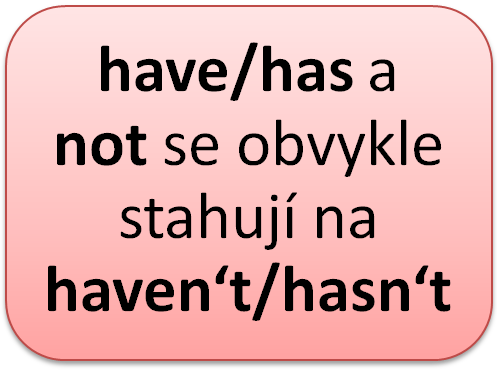 have/has a
not se obvykle
stahují na
haven‘t/hasn‘t